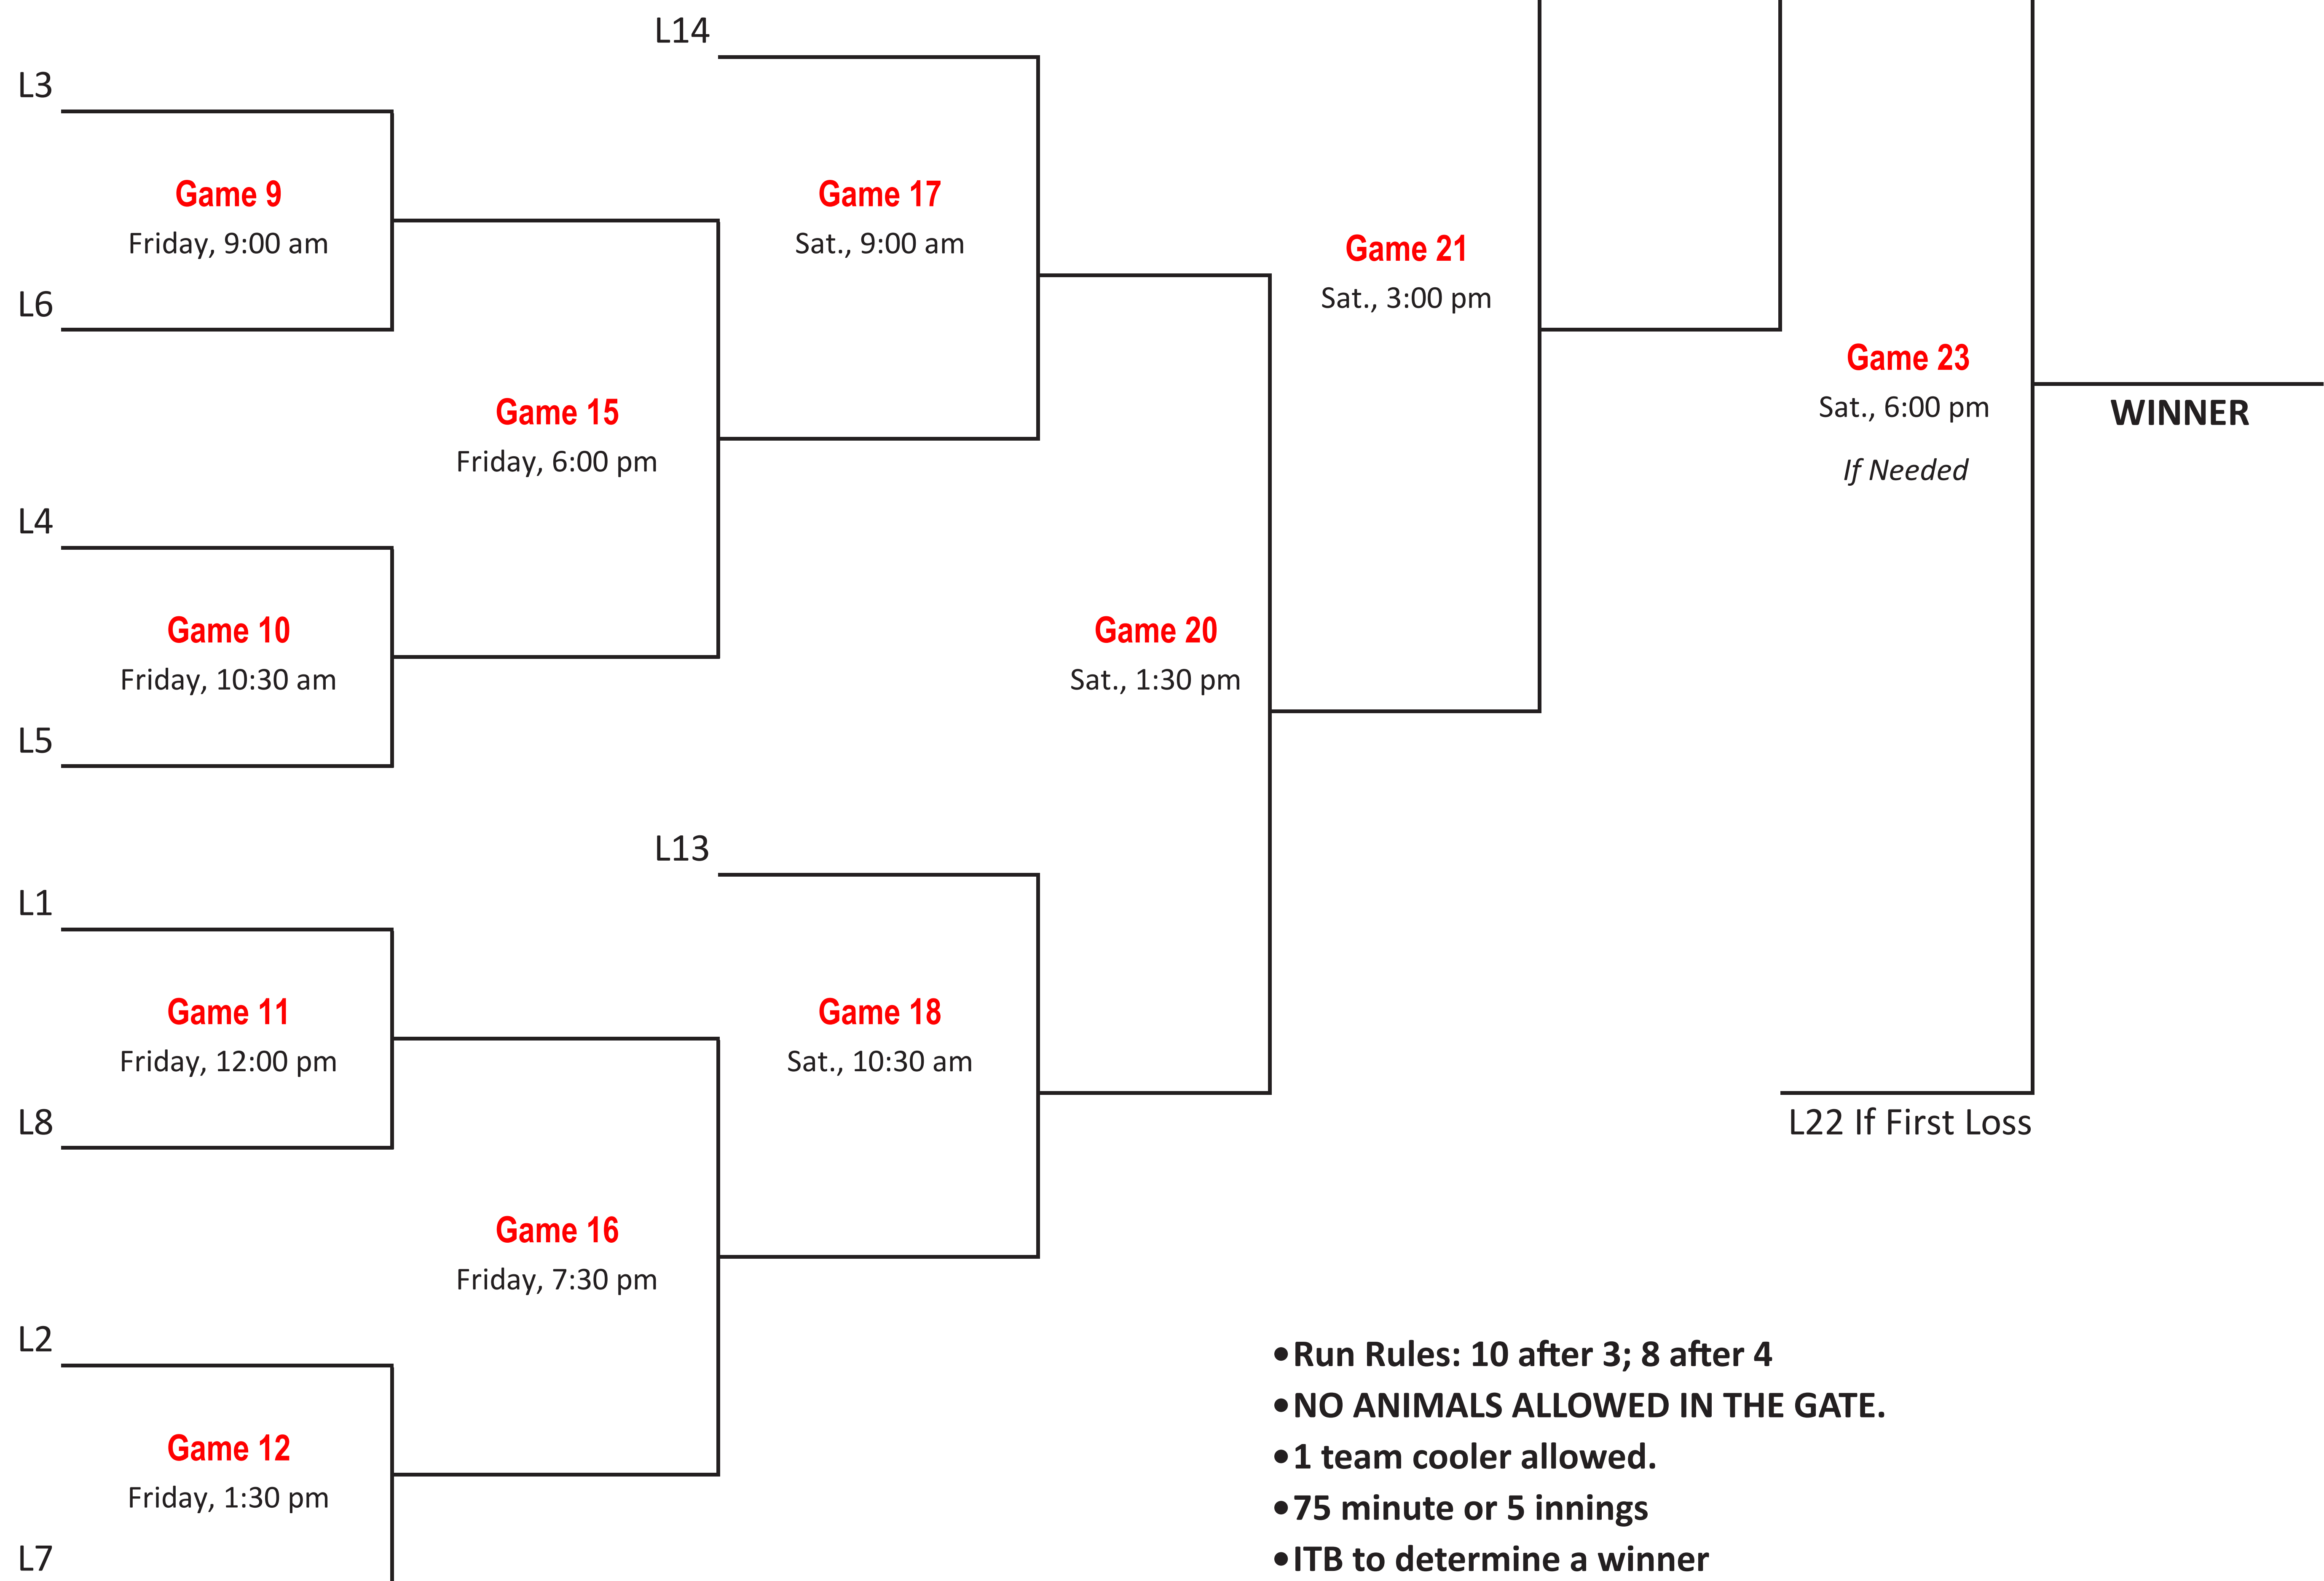 L14
L3
Game 9
Friday, 9:00 am
L6
Game 17
Sat., 9:00 am
Game 21
Sat., 3:00 pm
Game 23
Sat., 6:00 pm
If Needed
WINNER
Game 15
Friday, 6:00 pm
L4
Game 10
Friday, 10:30 am
L5
Game 20
Sat., 1:30 pm
L13
L1
Game 11
Friday, 12:00 pm
L8
Game 18
Sat., 10:30 am
L22 If First Loss
Game 16
Friday, 7:30 pm
L2
Game 12
Friday, 1:30 pm
L7
•Run Rules: 10 after 3; 8 after 4
•NO ANIMALS ALLOWED IN THE GATE.
•1 team cooler allowed.
•75 minute or 5 innings
•ITB to determine a winner